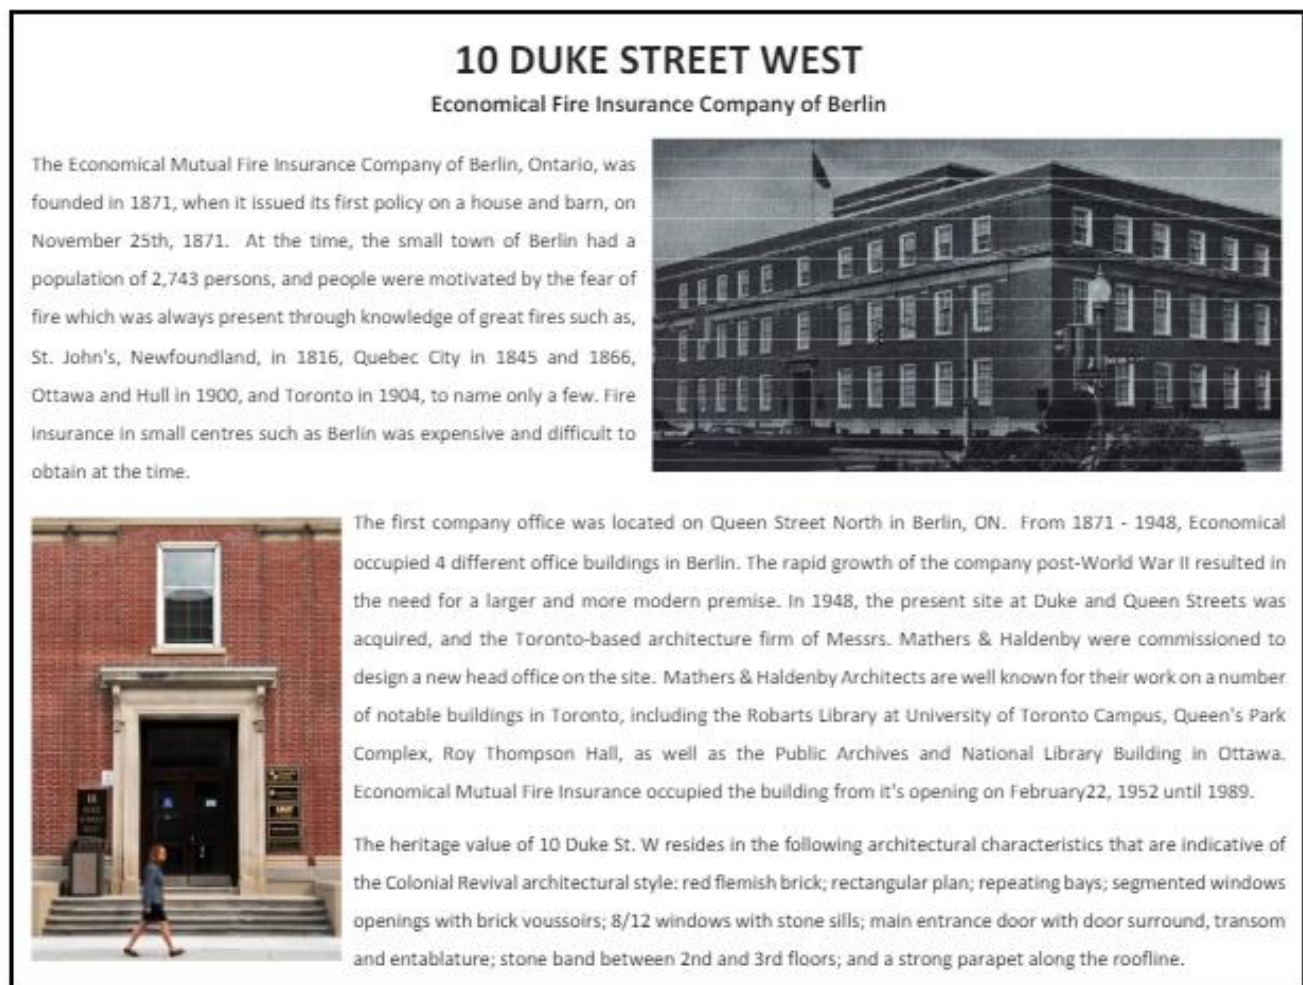 10 DUKE STREET WEST
Economical Fire Insurance Company of Berlin
The Economical Mutual Fire Insurance Company of Berlin, Ontario, was
founded in 1871, when it issued its first policy on a house and barn, on
November 25th, 1871. At the time, the small town of Berlin had a
population of 2,743 persons, and people were motivated by the fear of
fire which was always present through knowledge of great fires such as,
St. John's, Newfoundland, in 1816, Quebec City in 1845 and 1866,
Ottawa and Hull in 1900, and Toronto in 1904, to name only a few. Fire
insurance in small centres such as Berlin was expensive and difficult to
obtain at the time.
The first company office was located on Queen Street North in Berlin, ON. From 1871 - 1948, Economical
occupied 4 different office buildings in Berlin. The rapid growth of the company post-World War II resulted in
the need for a larger and more modern premise. In 1948, the present site at Duke and Queen Streets was
acquired, and the Toronto-based architecture firm of Messrs. Mathers & Haldenby were commissioned to
design a new head office on the site. Mathers & Haldenby Architects are well known for their work on a number
of notable buildings in Toronto, including the Robarts Library at University of Toronto Campus, Queen's Park
Complex, Roy Thompson Hall, as well as the Public Archives and National Library Building in Ottawa.
Economical Mutual Fire Insurance occupied the building from it's opening on February22, 1952 until 1989.
The heritage value of 10 Duke St. W resides in the following architectural characteristics that are indicative of
the Colonial Revival architectural style: red flemish brick; rectangular plan; repeating bays; segmented windows
openings with brick voussoirs; 8/12 windows with stone sills; main entrance door with door surround, transom
and entablature; stone band between 2nd and 3rd floors; and a strong parapet along the roofline.
10
DUKE
STREET
WEST